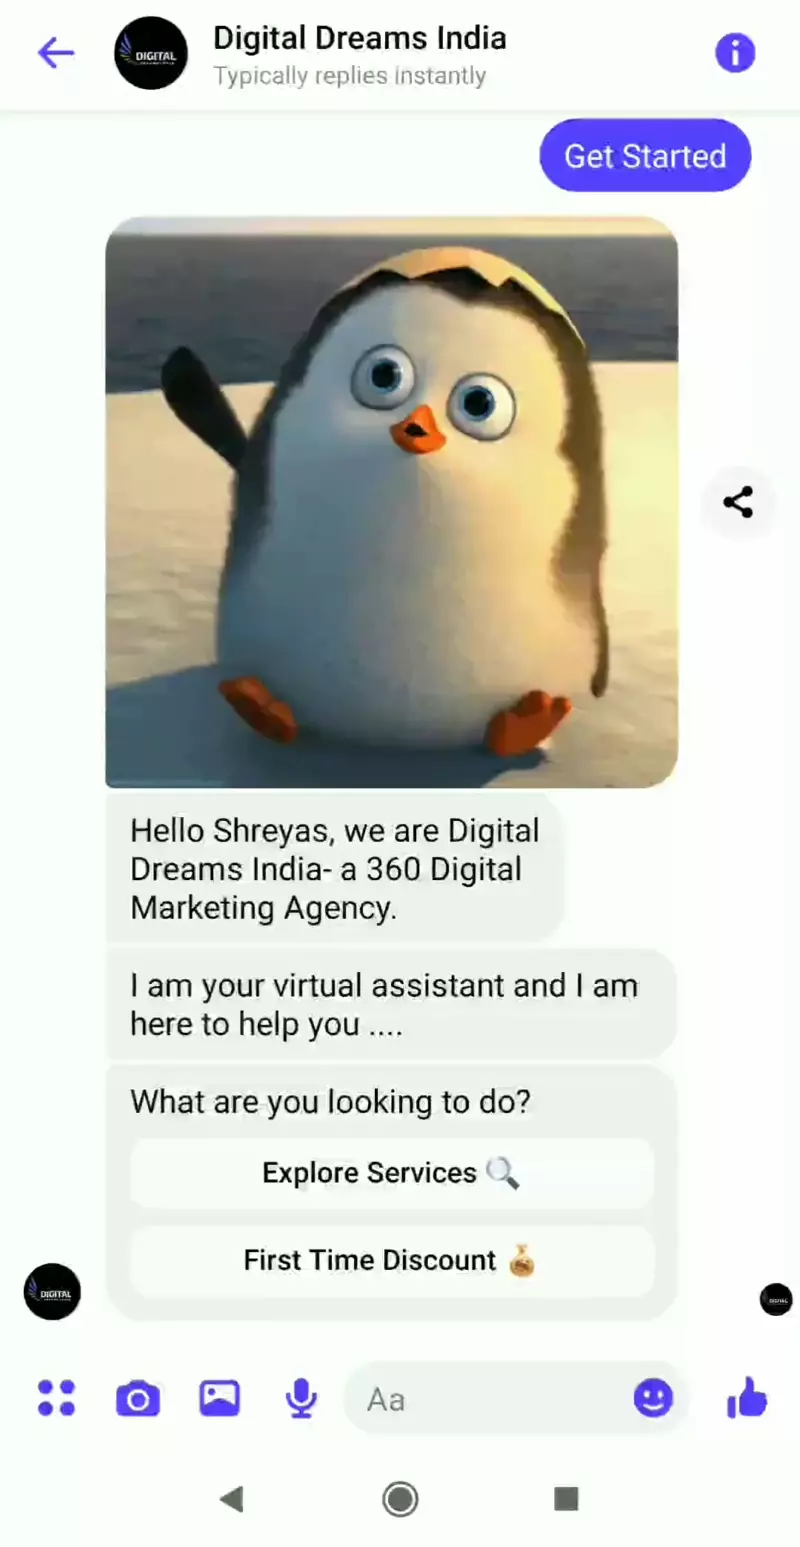 DIGITAL
Digital Dreams India
Typically replies instantly
Get Started
Hello Shreyas, we are Digital
Dreams India- a 360 Digital
Marketing Agency.
I am your virtual assistant and I am
here to help you ....
What are you looking to do?
Explore Services
First Time Discount
DIGITAL
Aa